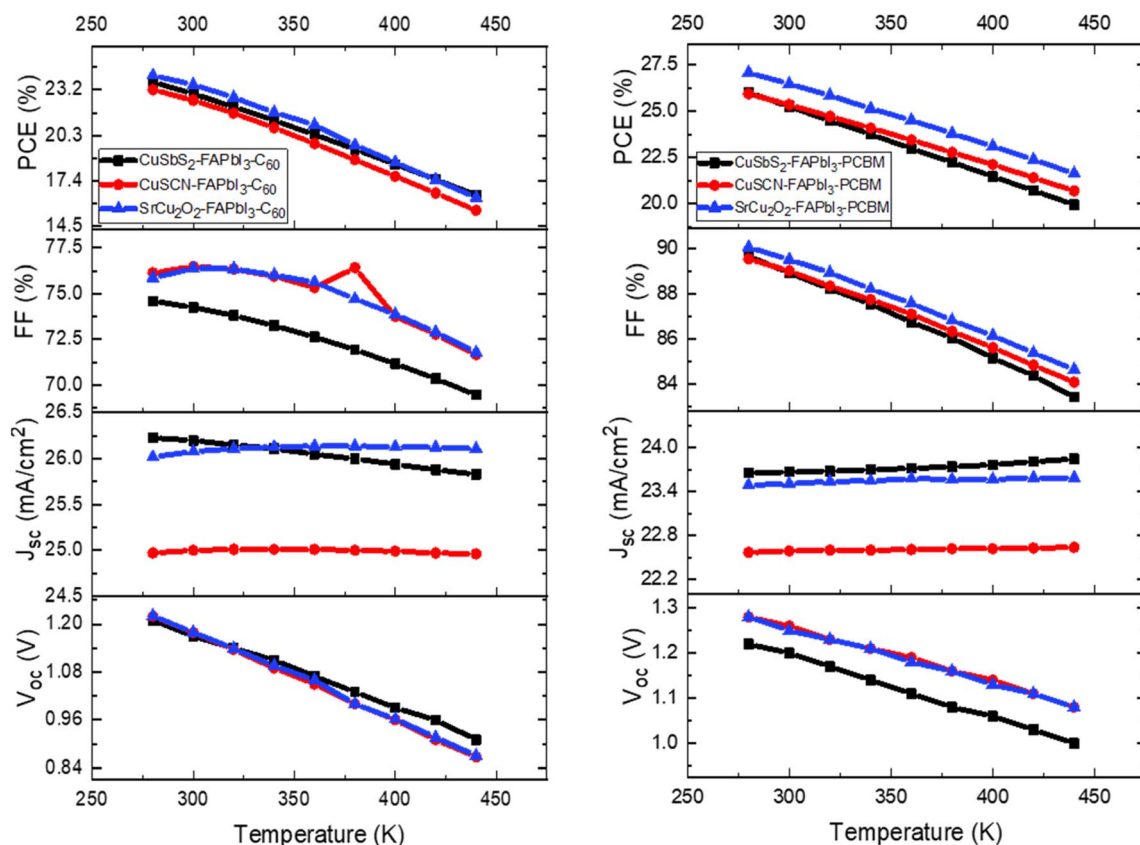 250 300 350 400 450
PCE (%)
23.2
20.3
17.4
14.5
CuSbS₂-FAPbI₃-C₆₀
CuSCN-FAPbI₃-C₆₀
SrCu₂O₂-FAPbI₃-C₆₀
FF (%)
77.5
75.0
72.5
70.0
Jsc (mA/cm²)
26.5
26.0
25.5
25.0
24.5
Voc (V)
1.20
1.08
0.96
0.84
250 300 350 400 450
Temperature (K)
250 300 350 400 450
PCE (%)
27.5
25.0
22.5
20.0
CuSbS₂-FAPbI₃-PCBM
CuSCN-FAPbI₃-PCBM
SrCu₂O₂-FAPbI₃-PCBM
FF (%)
90
88
86
84
Jsc (mA/cm²)
24.0
23.4
22.8
22.2
Voc (V)
1.3
1.2
1.1
1.0
250 300 350 400 450
Temperature (K)